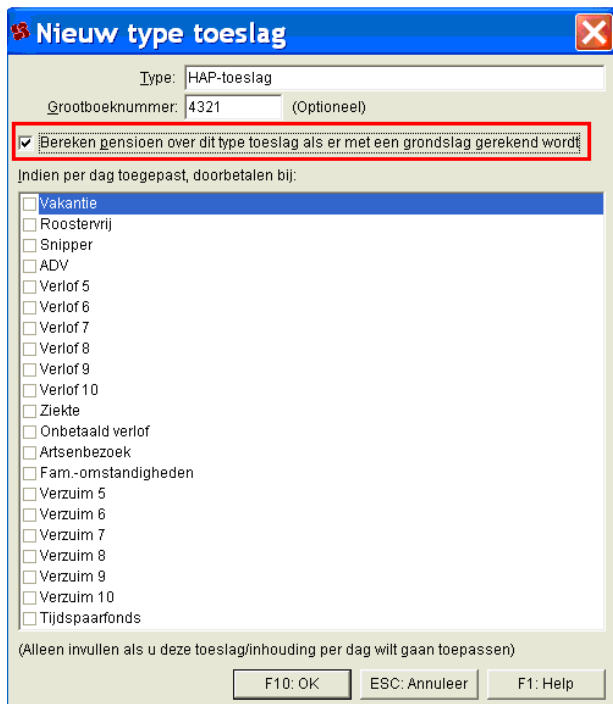 Nieuw type toeslag
Type: HAP-toeslag
Grootboeknummer: 4321 (Optioneel)
Bereken pensioen over dit type toeslag als er met een grondslag gerekend wordt
Indien per dag toegepast, doorbetalen bij:
Vakantie
Roostervrij
Snipper
ADV
Verlof 5
Verlof 6
Verlof 7
Verlof 8
Verlof 9
Verlof 10
Ziekte
Onbetaald verlof
Artsenbezoek
Fam.-omstandigheden
Verzuim 5
Verzuim 6
Verzuim 7
Verzuim 8
Verzuim 9
Verzuim 10
Tijdspaarfonds
(Alleen invullen als u deze toeslag/inhouding per dag wilt gaan toepassen)
F10: OK ESC: Annuleer F1: Help